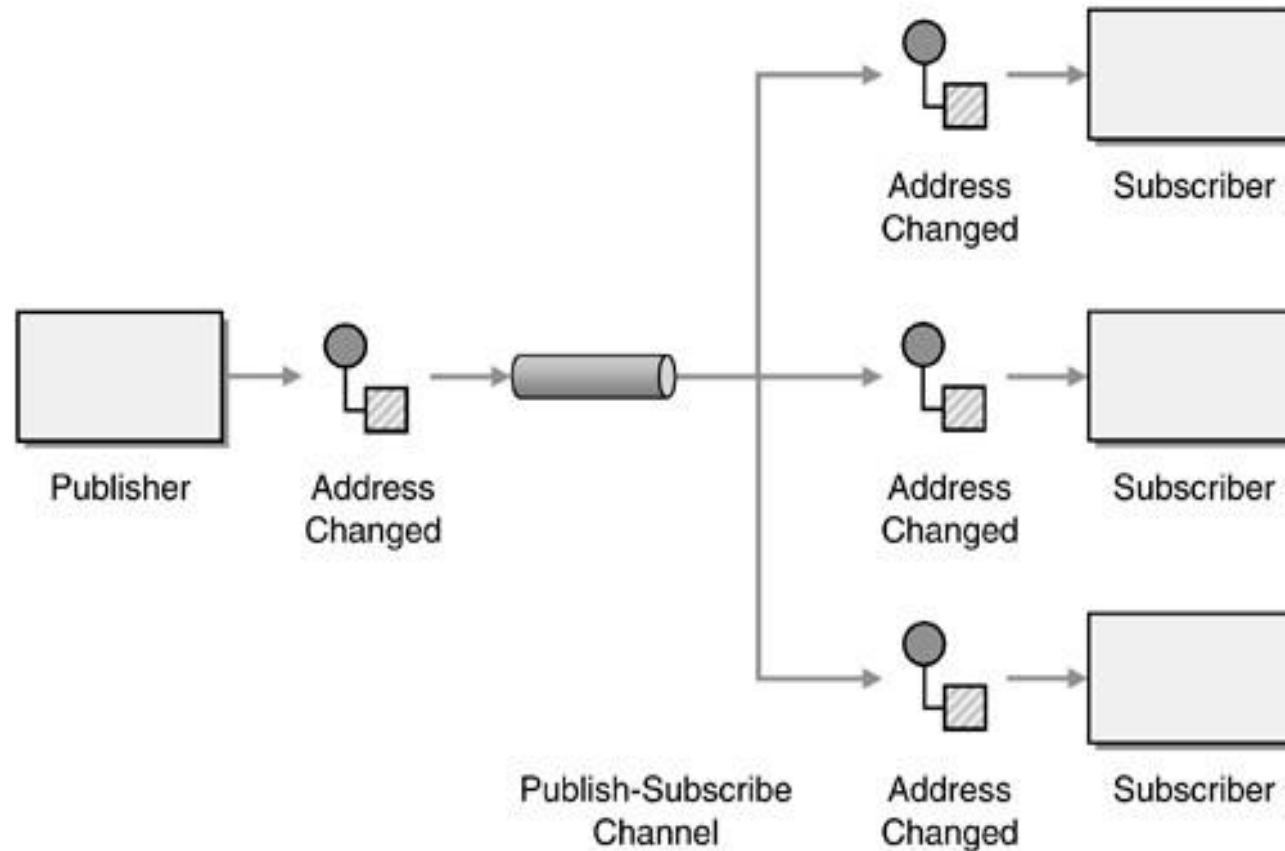 Address
Changed
Subscriber
Publisher
Address
Changed
Address
Changed
Subscriber
Publish-Subscribe
Channel
Address
Changed
Subscriber